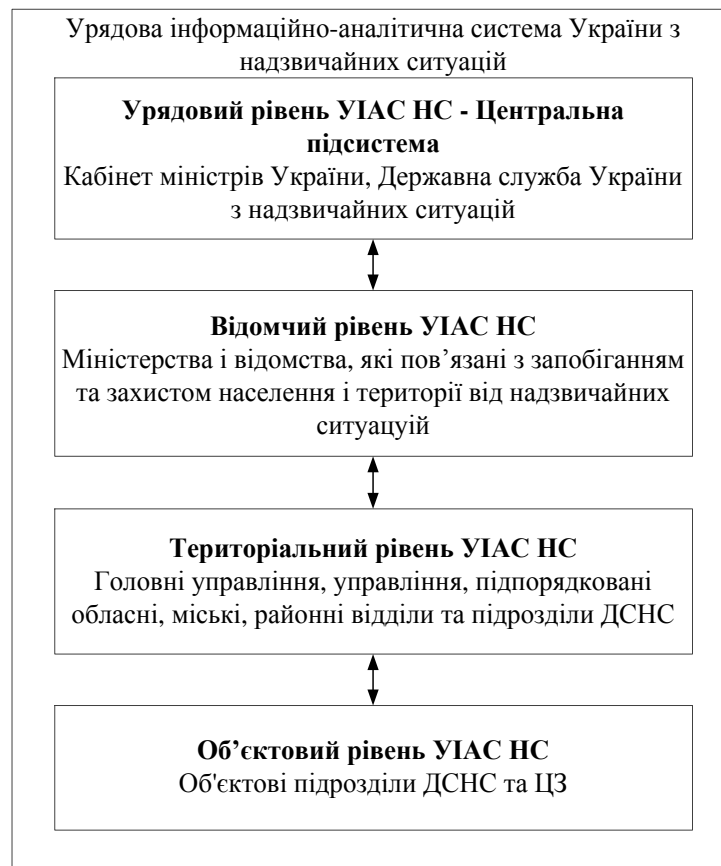 Урядова інформаційно-аналітична система України з
надзвичайних ситуацій
Урядовий рівень УІАС НС - Центральна
підсистема
Кабінет міністрів України, Державна служба України
з надзвичайних ситуацій
Відомчий рівень УІАС НС
Міністерства і відомства, які пов’язані з запобіганням
та захистом населення і території від надзвичайних
ситуацуій
Територіальний рівень УІАС НС
Головні управління, управління, підпорядковані
обласні, міські, районні відділи та підрозділи ДСНС
Об’єктовий рівень УІАС НС
Об'єктові підрозділи ДСНС та ЦЗ